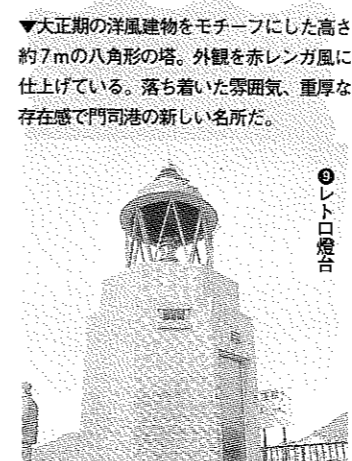 ▼大正期の洋風建物をモチーフにした高さ
約7mの八角形の塔。外観を赤レンガ風に
仕上げている。落ち着いた雰囲気、重厚な
存在感で門司港の新しい名所だ。
❾レトロ燈台